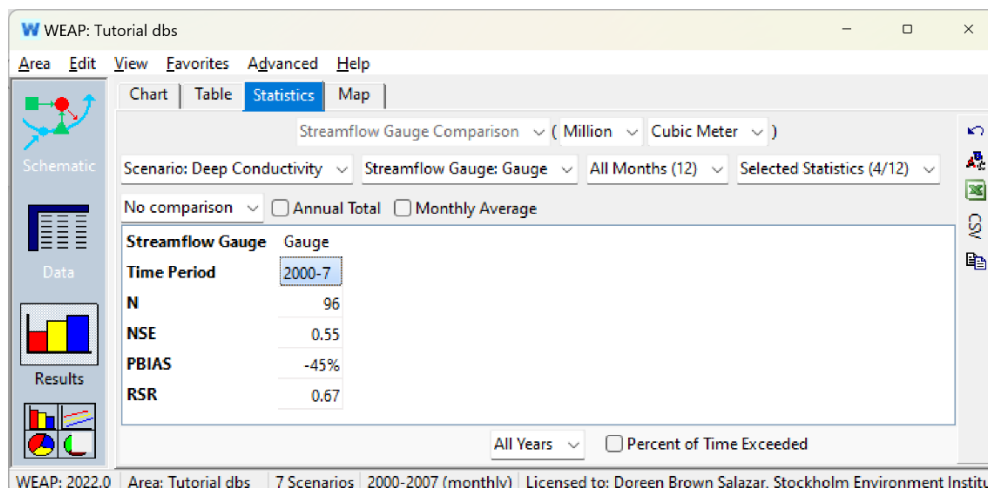 W WEAP: Tutorial dbs
Area Edit View Favorites Advanced Help
Chart Table Statistics Map
Streamflow Gauge Comparison ( Million Cubic Meter )
Schematic
Scenario: Deep Conductivity Streamflow Gauge: Gauge All Months (12) Selected Statistics (4/12)
No comparison Annual Total Monthly Average
CSV
Streamflow Gauge Gauge
Data
Time Period 2000-7
N 96
NSE 0.55
PBIAS -45%
Results
RSR 0.67
All Years Percent of Time Exceeded
WEAP: 2022.0 Area: Tutorial dbs 7 Scenarios 2000-2007 (monthly) Licensed to: Doreen Brown Salazar, Stockholm Environment Institu